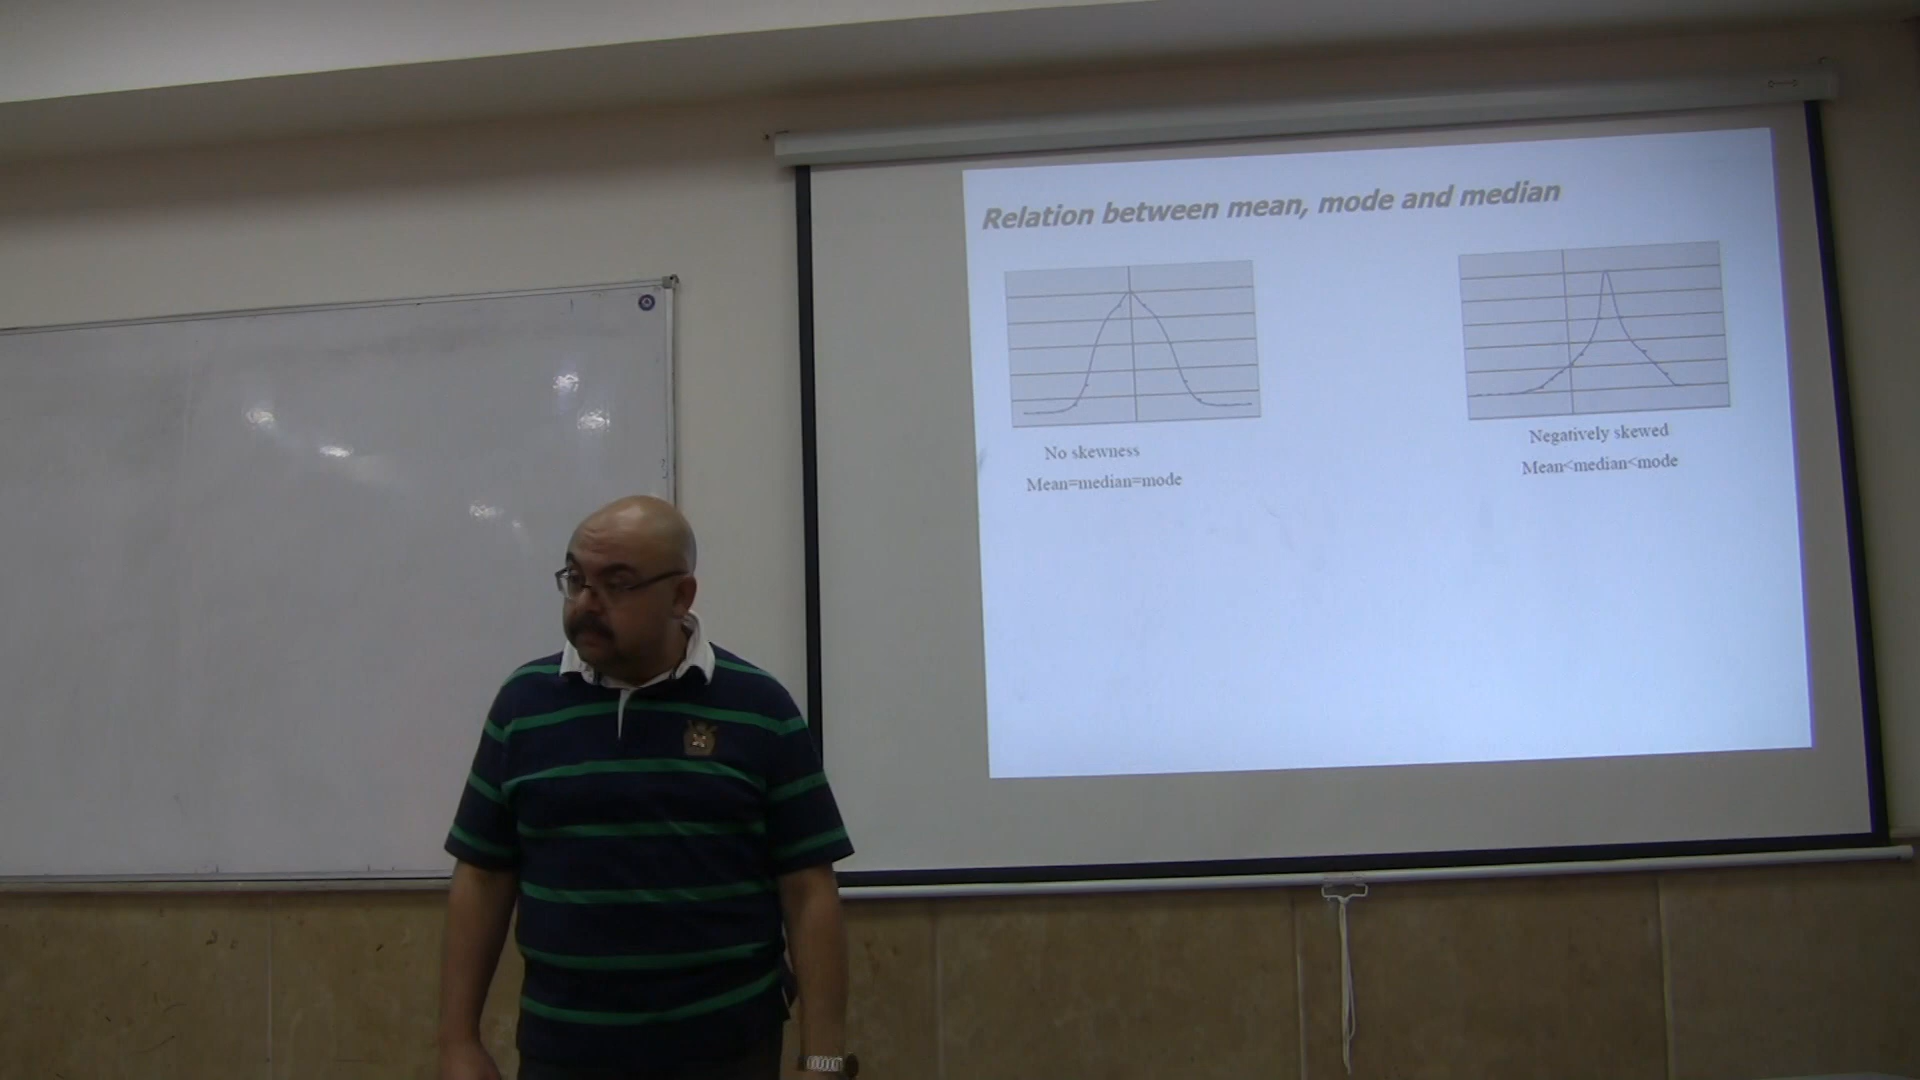 Relation between mean, mode and median
No skewness
Mean=median=mode
Negatively skewed
Mean<median<mode